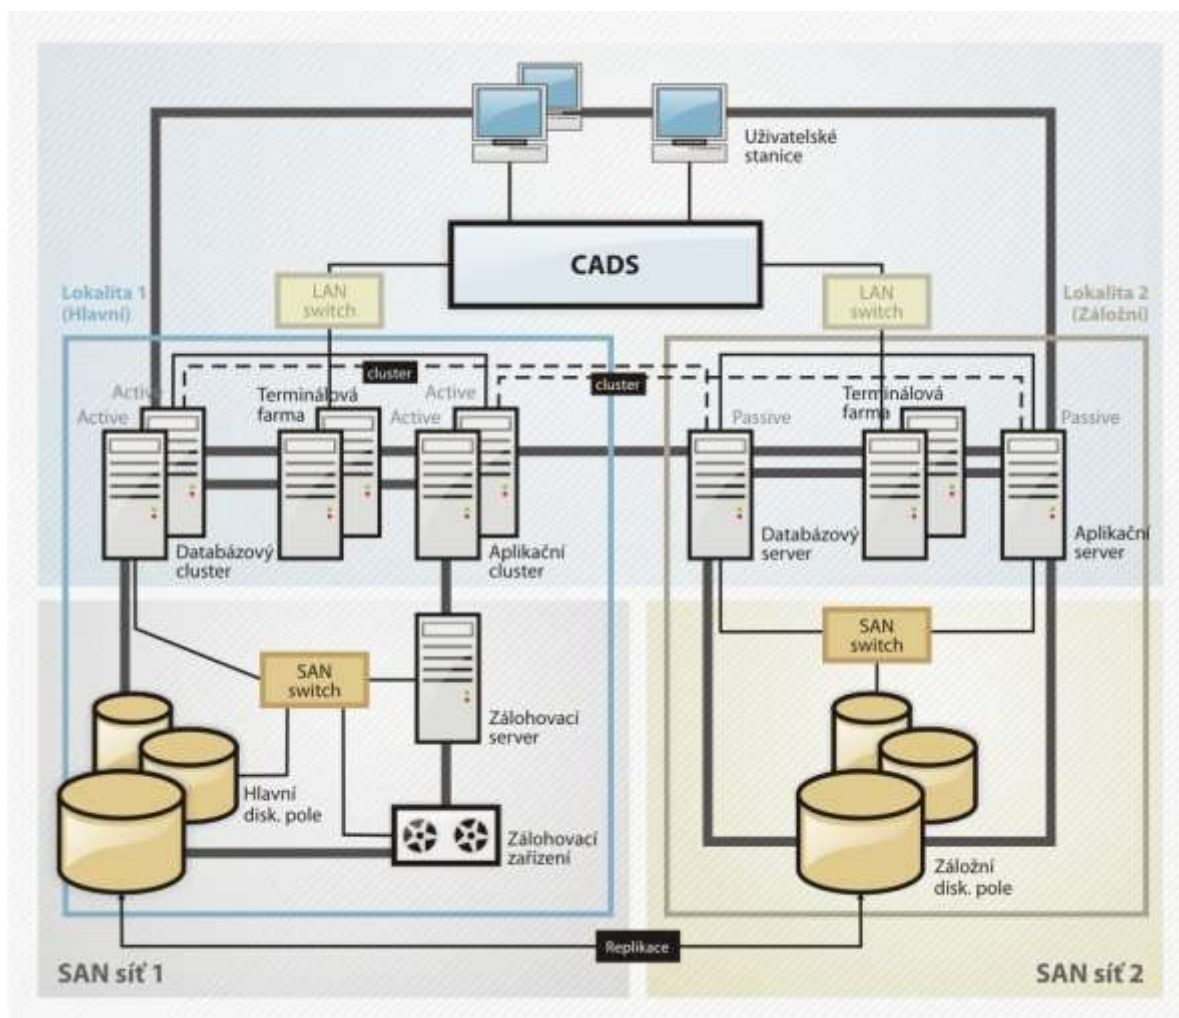 Uživatelské
stanice
CADS
LAN
switch
LAN
switch
Lokalita 1
(Hlavní)
Lokalita 2
(Záložní)
cluster
cluster
Active
Active
Terminálová
farma
Active
Active
Passive
Terminálová
farma
Passive
Databázový
cluster
Aplikační
cluster
Databázový
server
Aplikační
server
SAN
switch
SAN
switch
Zálohovací
server
Hlavní
disk. pole
Zálohovací
zařízení
Záložní
disk. pole
Replikace
SAN síť 1
SAN síť 2